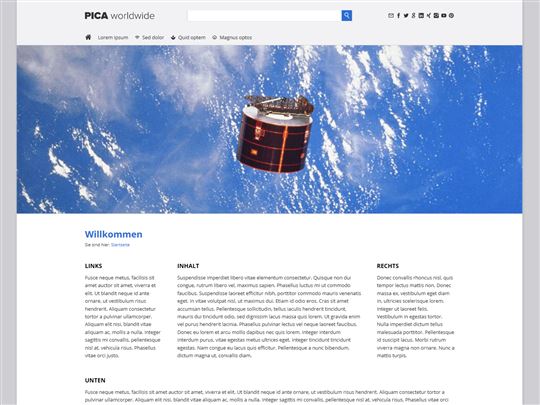 PICA worldwide
Lorem ipsum Sed dolor Quid optem Magnus optos
Willkommen
Sie sind hier: Startseite
LINKS
Fusce neque metus, facilisis sit
amet auctor sit amet, viverra et
elit. Ut blandit neque id ante
ornare, ut vestibulum risus
hendrerit. Aliquam consectetur
tortor a pulvinar ullamcorper.
Aliquam elit nisi, blandit vitae
aliquam ac, mollis a nulla. Integer
sagittis mi convallis, pellentesque
nisl at, vehicula risus. Phasellus
vitae orci justo.
INHALT
Suspendisse imperdiet libero vitae elementum consectetur. Quisque non dui
congue, rutrum libero vel, maximus sapien. Phasellus luctus mi ut commodo
faucibus. Suspendisse laoreet efficitur nibh, porttitor commodo mauris venenatis
eget. In vitae volutpat nisl, ut maximus dui. Etiam id odio eros. Cras sit amet
accumsan tellus. Pellentesque sollicitudin, tellus iaculis hendrerit tincidunt,
mauris dui tincidunt odio, sed dignissim lacus massa quis lorem. Ut gravida enim
vel purus hendrerit lacinia. Phasellus pulvinar lectus vel neque laoreet faucibus.
Donec eu lorem et arcu mollis dapibus nec quis lorem. Integer interdum
interdum purus, vitae egestas metus ultrices eget. Integer tincidunt tincidunt
egestas. Nam congue eu lacus quis efficitur. Pellentesque a nunc bibendum,
dictum magna ut, convallis diam.
RECHTS
Donec convallis rhoncus nisl, quis
tempor lectus mattis non. Donec
massa ex, vestibulum eget diam
in, ultricies scelerisque lorem.
Integer ut laoreet felis.
Vestibulum in egestas tortor.
Nulla imperdiet dictum tellus
malesuada porttitor. Pellentesque
id suscipit lacus. Morbi rutrum
viverra magna non ornare. Nunc a
mattis turpis.
UNTEN
Fusce neque metus, facilisis sit amet auctor sit amet, viverra et elit. Ut blandit neque id ante ornare, ut vestibulum risus hendrerit. Aliquam consectetur tortor a
pulvinar ullamcorper. Aliquam elit nisi, blandit vitae aliquam ac, mollis a nulla. Integer sagittis mi convallis, pellentesque nisl at, vehicula risus. Phasellus